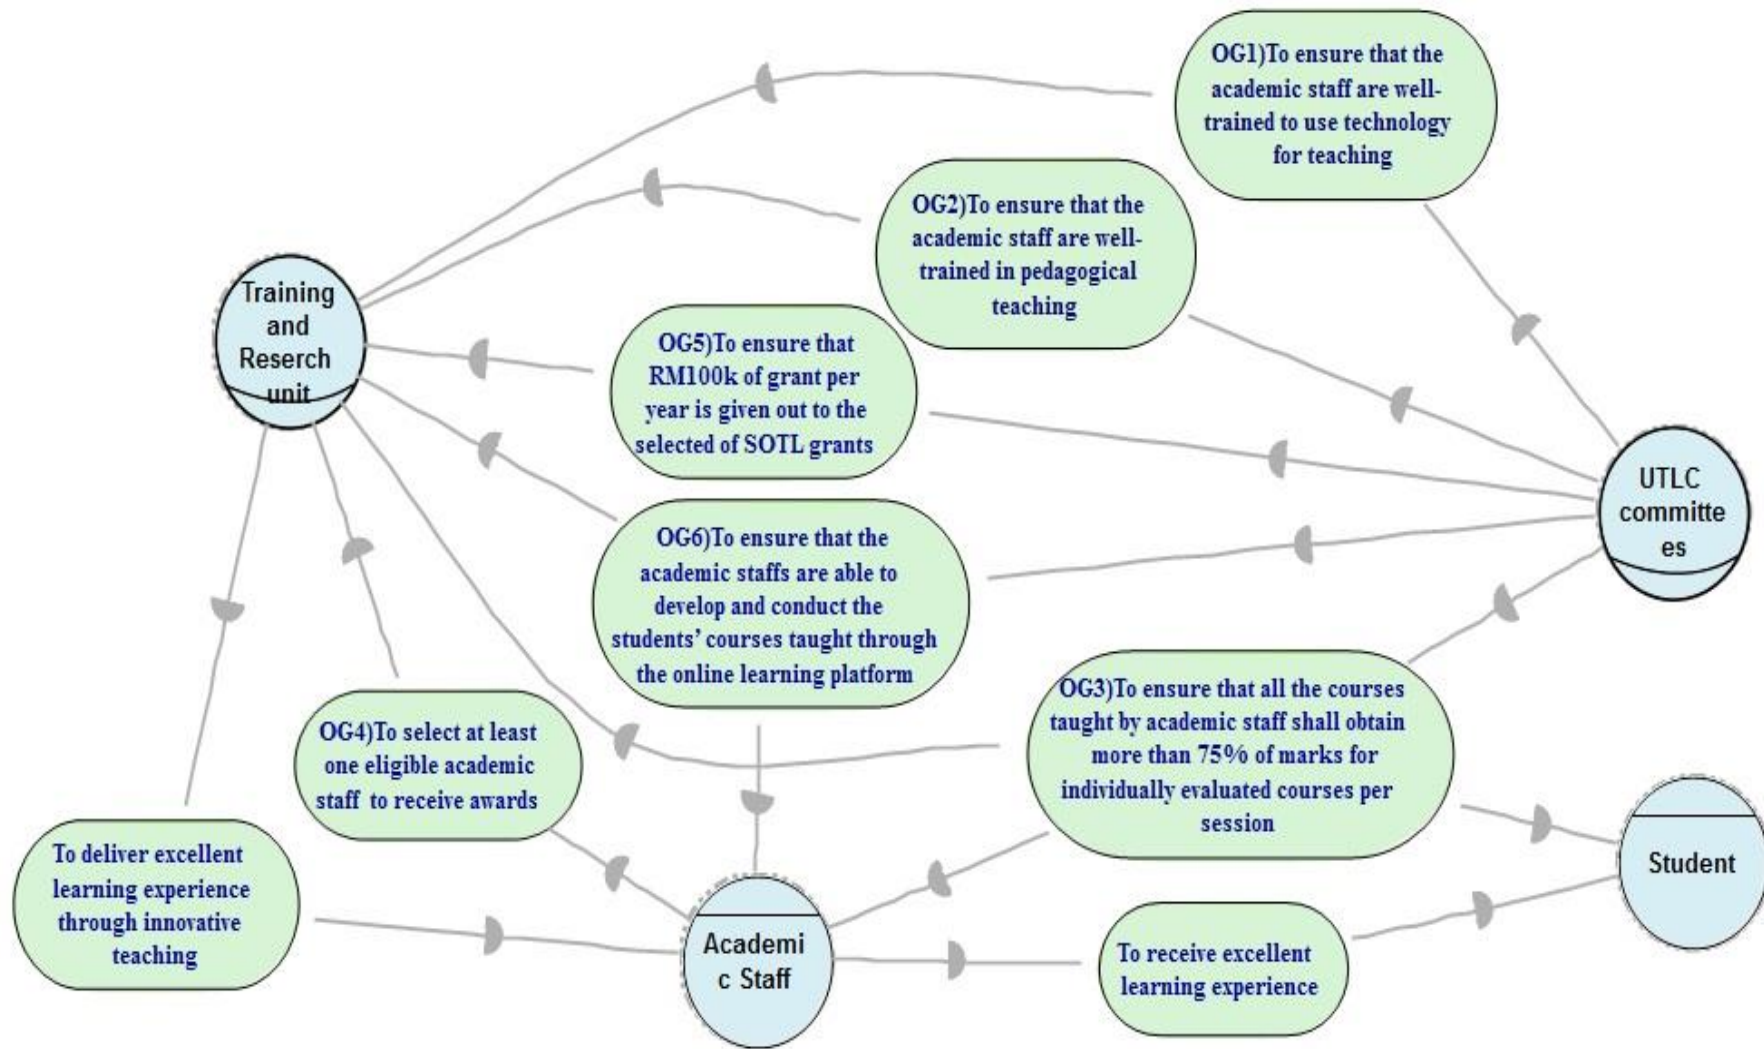 OG1)To ensure that the
academic staff are well-
trained to use technology
for teaching
OG2)To ensure that the
academic staff are well-
trained in pedagogical
teaching
Training
and
Reserch
unit
OG5)To ensure that
RM100k of grant per
year is given out to the
selected of SOTL grants
UTLC
committe
es
OG6)To ensure that the
academic staffs are able to
develop and conduct the
students’ courses taught through
the online learning platform
OG3)To ensure that all the courses
taught by academic staff shall obtain
more than 75% of marks for
individually evaluated courses per
session
OG4)To select at least
one eligible academic
staff to receive awards
Student
To deliver excellent
learning experience
through innovative
teaching
Academi
c Staff
To receive excellent
learning experience